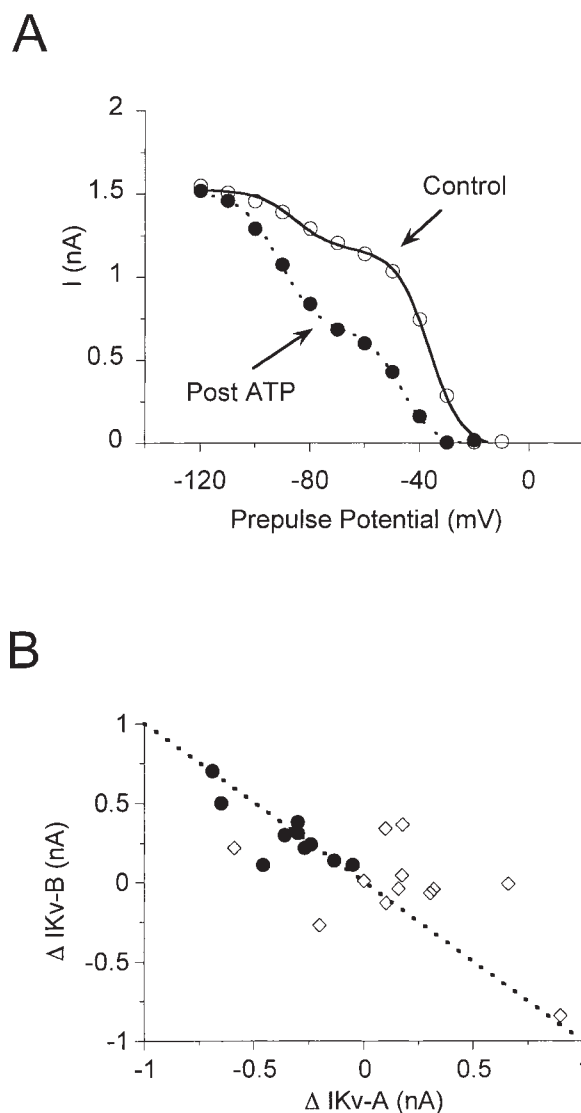 A
2
1.5
1
0.5
0
I (nA)
Control
Post ATP
-120
-80
-40
0
Prepulse Potential (mV)
B
1
0.5
0
-0.5
-1
Δ IKv-B (nA)
-1
-0.5
0
0.5
Δ IKv-A (nA)